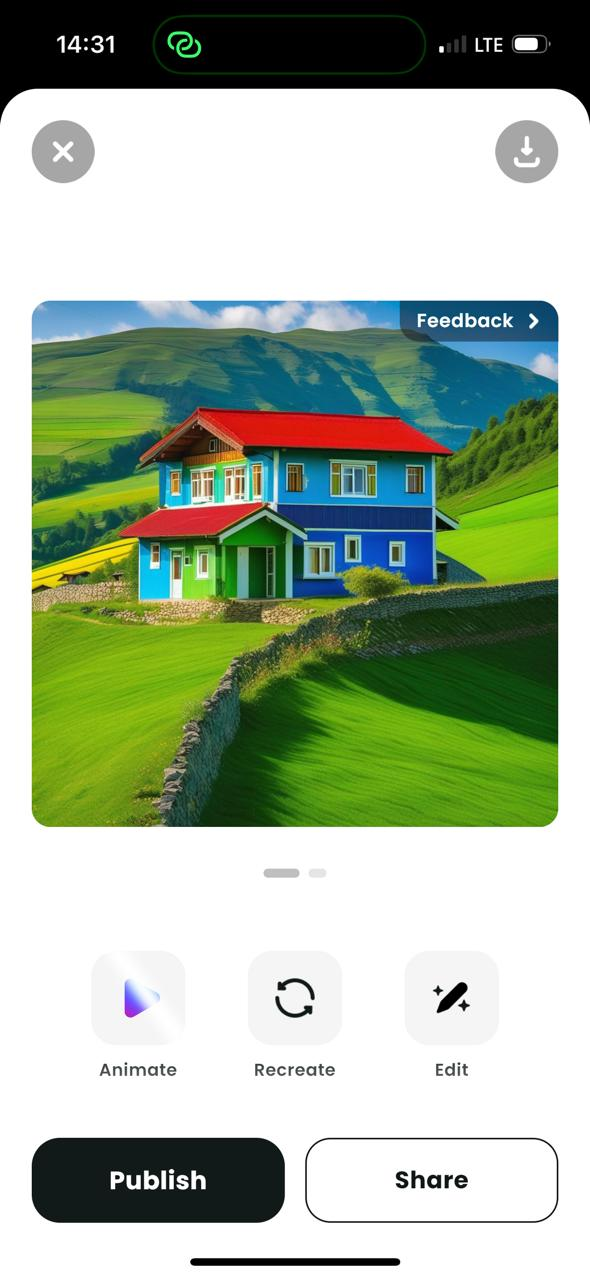 14:31
LTE
Feedback
Animate
Recreate
Edit
Publish
Share